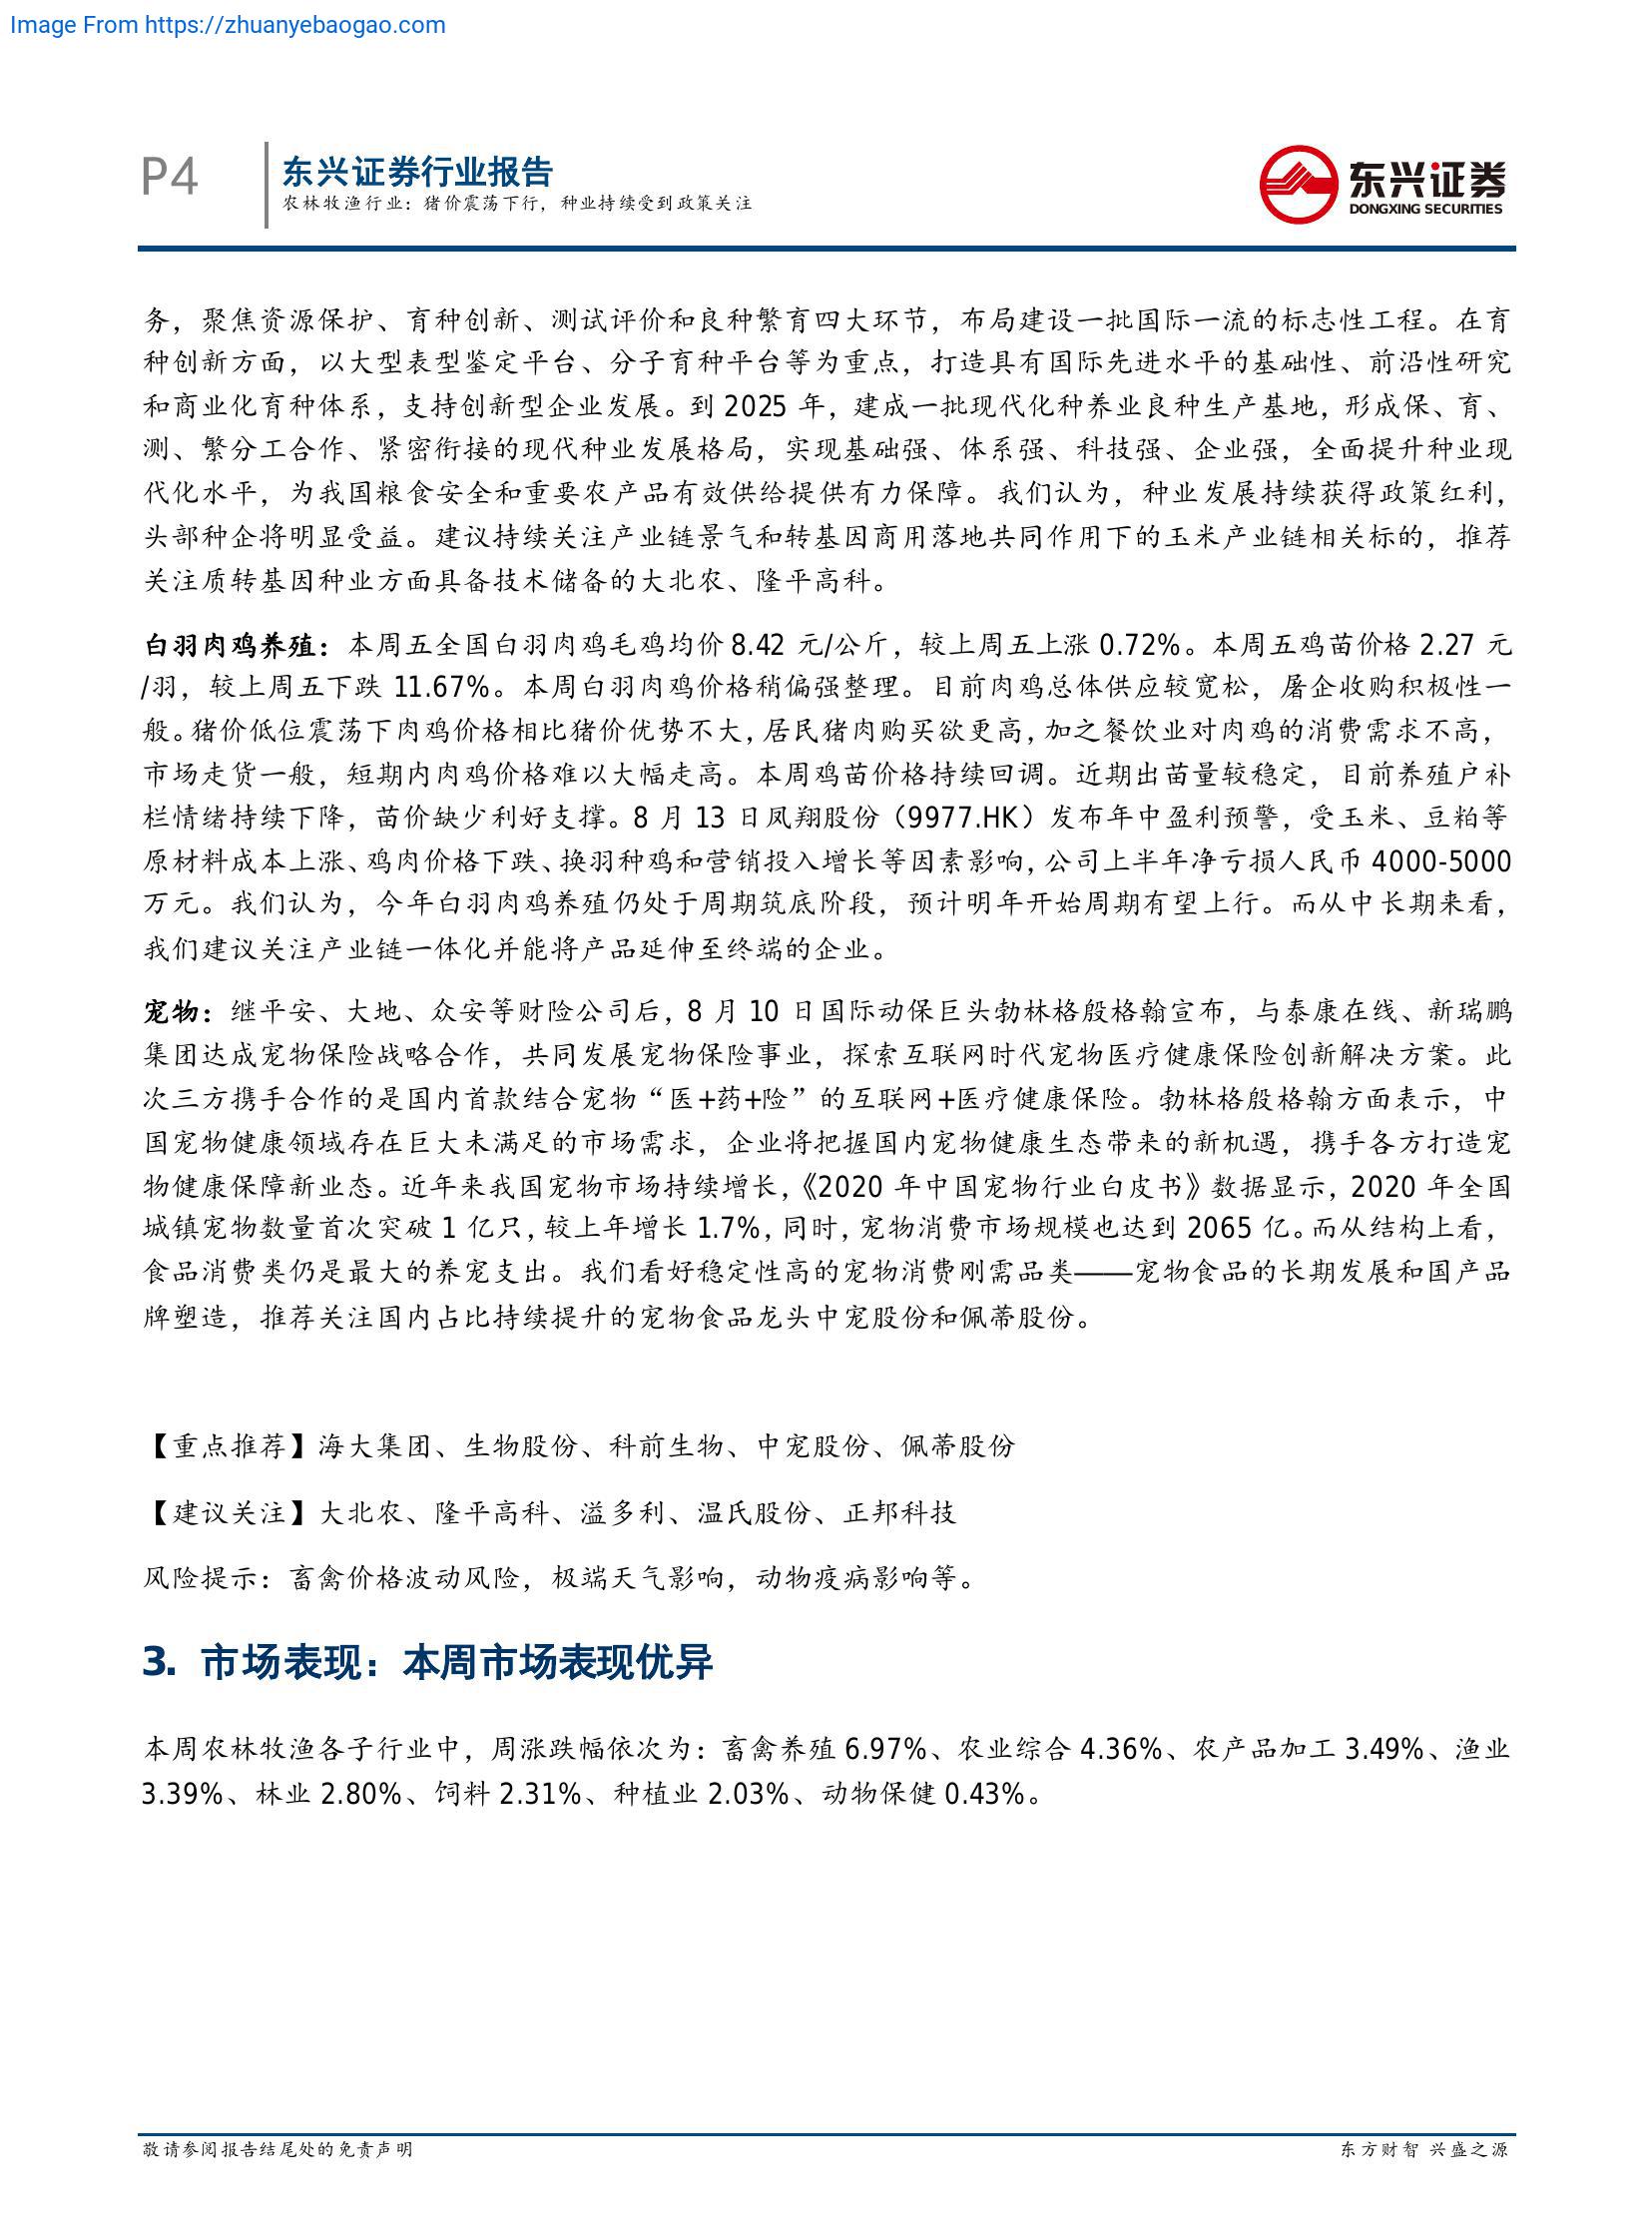 Image From https://zhuanyebaogao.com
P4
东兴证券行业报告
农林牧渔行业：猪价震荡下行，种业持续受到政策关注
东兴证券
DONGXING SECURITIES
务，聚焦资源保护、育种创新、测试评价和良种繁育四大环节，布局建设一批国际一流的标志性工程。在育
种创新方面，以大型表型鉴定平台、分子育种平台等为重点，打造具有国际先进水平的基础性、前沿性研究
和商业化育种体系，支持创新型企业发展。到 2025 年，建成一批现代化种养业良种生产基地，形成保、育、
测、繁分工合作、紧密衔接的现代种业发展格局，实现基础强、体系强、科技强、企业强，全面提升种业现
代化水平，为我国粮食安全和重要农产品有效供给提供有力保障。我们认为，种业发展持续获得政策红利，
头部种企将明显受益。建议持续关注产业链景气和转基因商用落地共同作用下的玉米产业链相关标的，推荐
关注质转基因种业方面具备技术储备的大北农、隆平高科。
白羽肉鸡养殖：本周五全国白羽肉鸡毛鸡均价 8.42 元/公斤，较上周五上涨 0.72%。本周五鸡苗价格 2.27 元
/羽，较上周五下跌 11.67%。本周白羽肉鸡价格稍偏强整理。目前肉鸡总体供应较宽松，屠企收购积极性一
般。猪价低位震荡下肉鸡价格相比猪价优势不大，居民猪肉购买欲更高，加之餐饮业对肉鸡的消费需求不高，
市场走货一般，短期内肉鸡价格难以大幅走高。本周鸡苗价格持续回调。近期出苗量较稳定，目前养殖户补
栏情绪持续下降，苗价缺少利好支撑。8 月 13 日凤翔股份（9977.HK）发布年中盈利预警，受玉米、豆粕等
原材料成本上涨、鸡肉价格下跌、换羽种鸡和营销投入增长等因素影响，公司上半年净亏损人民币 4000-5000
万元。我们认为，今年白羽肉鸡养殖仍处于周期筑底阶段，预计明年开始周期有望上行。而从中长期来看，
我们建议关注产业链一体化并能将产品延伸至终端的企业。
宠物：继平安、大地、众安等财险公司后，8 月 10 日国际动保巨头勃林格殷格翰宣布，与泰康在线、新瑞鹏
集团达成宠物保险战略合作，共同发展宠物保险事业，探索互联网时代宠物医疗健康保险创新解决方案。此
次三方携手合作的是国内首款结合宠物“医+药+险”的互联网+医疗健康保险。勃林格殷格翰方面表示，中
国宠物健康领域存在巨大未满足的市场需求，企业将把握国内宠物健康生态带来的新机遇，携手各方打造宠
物健康保障新业态。近年来我国宠物市场持续增长，《2020 年中国宠物行业白皮书》数据显示，2020 年全国
城镇宠物数量首次突破 1 亿只，较上年增长 1.7%，同时，宠物消费市场规模也达到 2065 亿。而从结构上看，
食品消费类仍是最大的养宠支出。我们看好稳定性高的宠物消费刚需品类——宠物食品的长期发展和国产品
牌塑造，推荐关注国内占比持续提升的宠物食品龙头中宠股份和佩蒂股份。
【重点推荐】海大集团、生物股份、科前生物、中宠股份、佩蒂股份
【建议关注】大北农、隆平高科、溢多利、温氏股份、正邦科技
风险提示：畜禽价格波动风险，极端天气影响，动物疫病影响等。
3. 市场表现：本周市场表现优异
本周农林牧渔各子行业中，周涨跌幅依次为：畜禽养殖 6.97%、农业综合 4.36%、农产品加工 3.49%、渔业
3.39%、林业 2.80%、饲料 2.31%、种植业 2.03%、动物保健 0.43%。
敬请参阅报告结尾处的免责声明
东方财智 兴盛之源